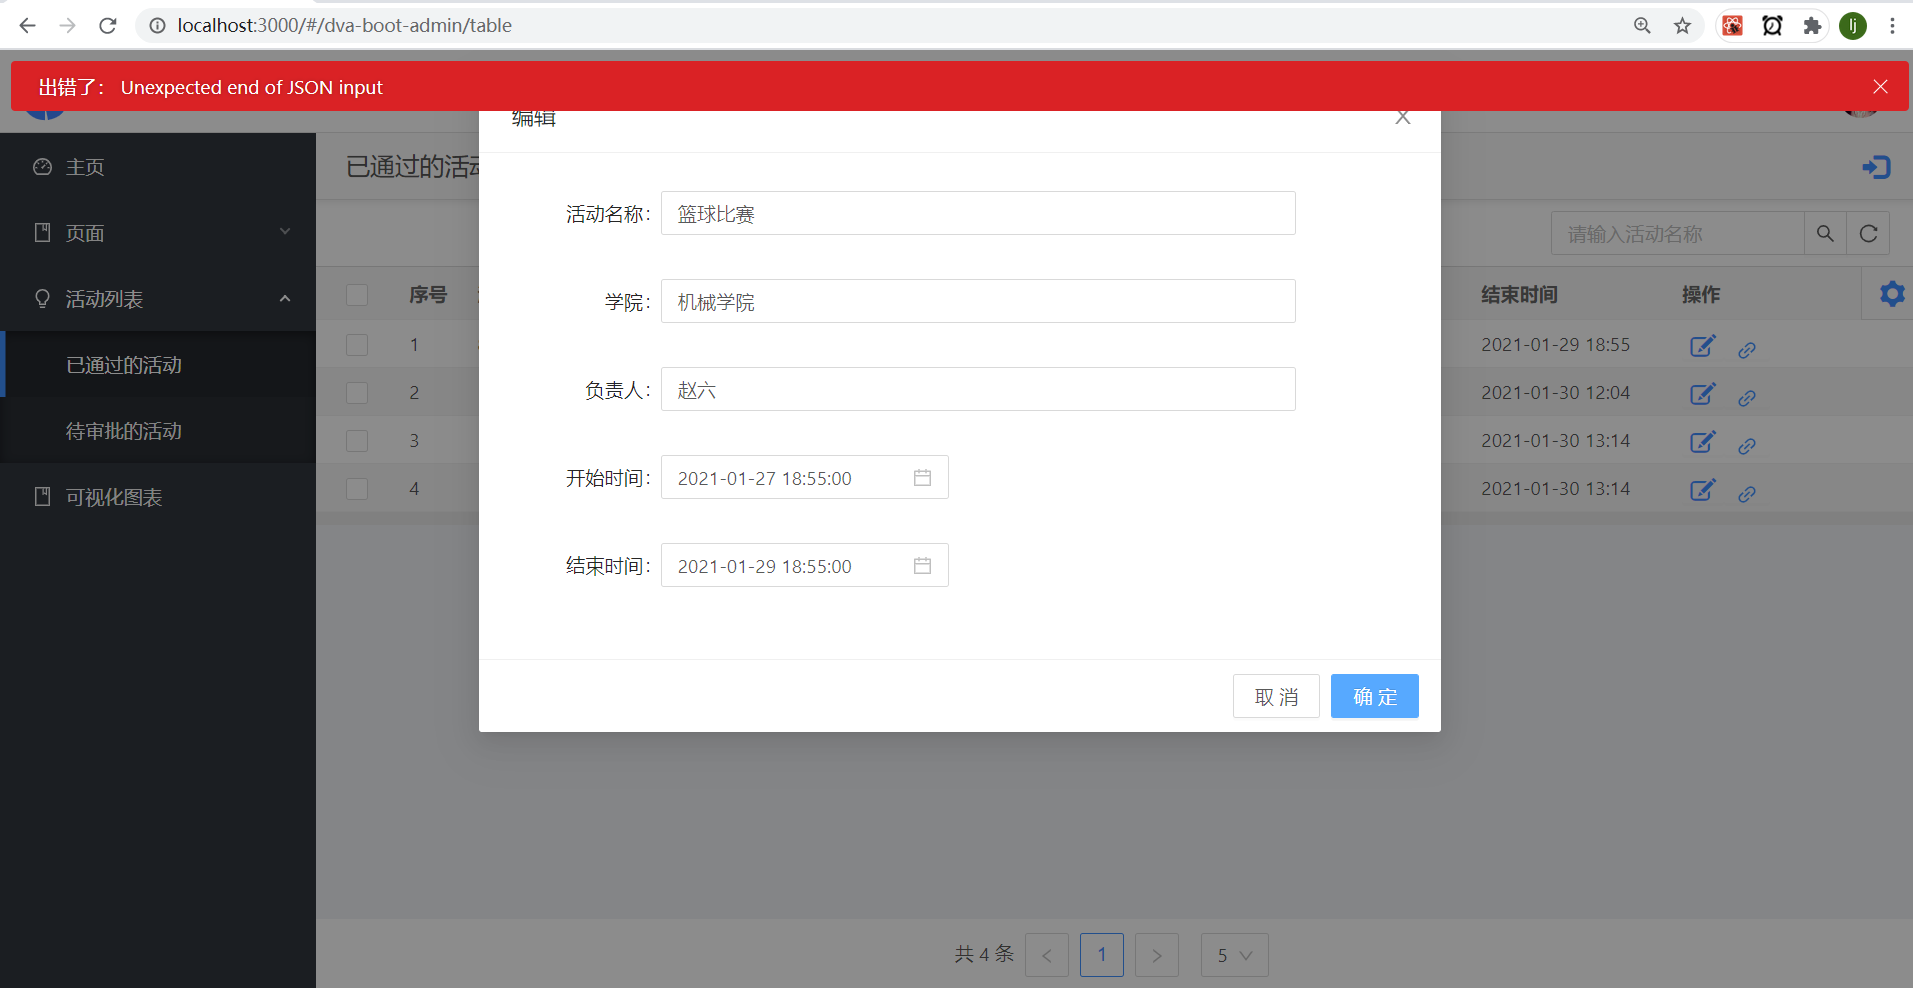 localhost:3000/#/dva-boot-admin/table
lj
出错了： Unexpected end of JSON input
编辑
主页
页面
活动列表
已通过的活动
待审批的活动
可视化图表
已通过的活动
请输入活动名称
序号
结束时间
操作
1
2021-01-29 18:55
2
2021-01-30 12:04
3
2021-01-30 13:14
4
2021-01-30 13:14
活动名称: 篮球比赛
学院: 机械学院
负责人: 赵六
开始时间: 2021-01-27 18:55:00
结束时间: 2021-01-29 18:55:00
取 消
确 定
共 4 条
1
5